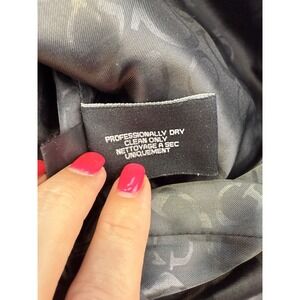 PROFESSIONALLY DRY
CLEAN ONLY
NETTOYAGE A SEC
UNIQUEMENT